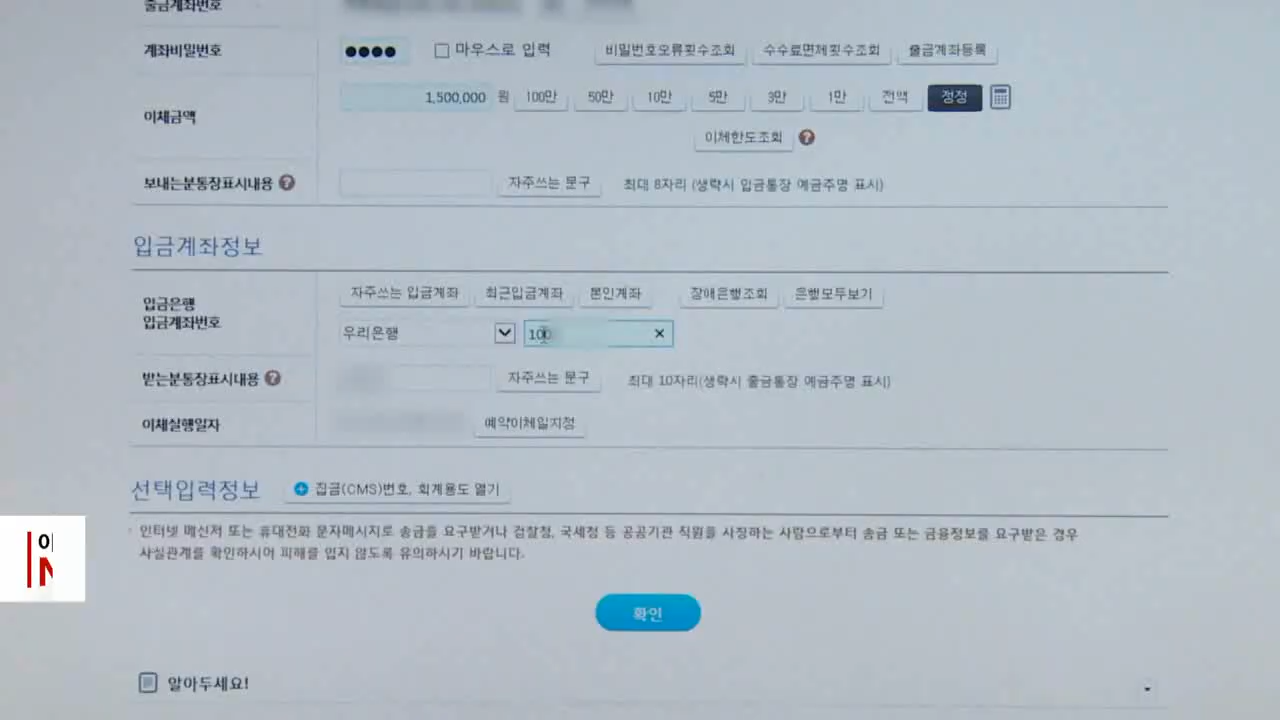 출금계좌번호
계좌비밀번호 ●●●● 마우스로 입력 비밀번호오류횟수조회 수수료면제횟수조회 출금계좌등록
이체금액 1,500,000 원 100만 50만 10만 5만 3만 1만 전액 정정
이체한도조회 ?
보내는분통장표시내용 ? 자주쓰는 문구 최대 8자리 (생략시 입금통장 예금주명 표시)
입금계좌정보
입금은행 자주쓰는 입금계좌 최근입금계좌 본인계좌 장애은행조회 은행모두보기
입금계좌번호 우리은행 100
받는분통장표시내용 ? 자주쓰는 문구 최대 10자리(생략시 출금통장 예금주명 표시)
이체실행일자 예약이체일지정
선택입력정보 집금(CMS)번호, 회계용도 열기
인터넷 메신저 또는 휴대전화 문자메시지로 송금을 요구받거나 검찰청, 국세청 등 공공기관 직원을 사칭하는 사람으로부터 송금 또는 금융정보를 요구받은 경우
사실관계를 확인하시어 피해를 입지 않도록 유의하시기 바랍니다.
확인
알아두세요!